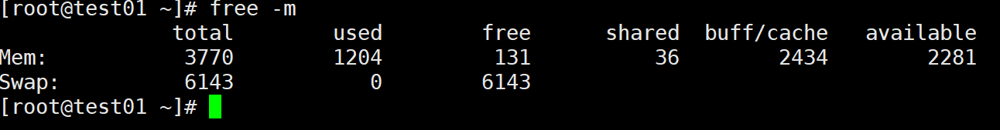 [root@test01 ~]# free -m
total used free shared buff/cache available
Mem: 3770 1204 131 36 2434 2281
Swap: 6143 0 6143
[root@test01 ~]#